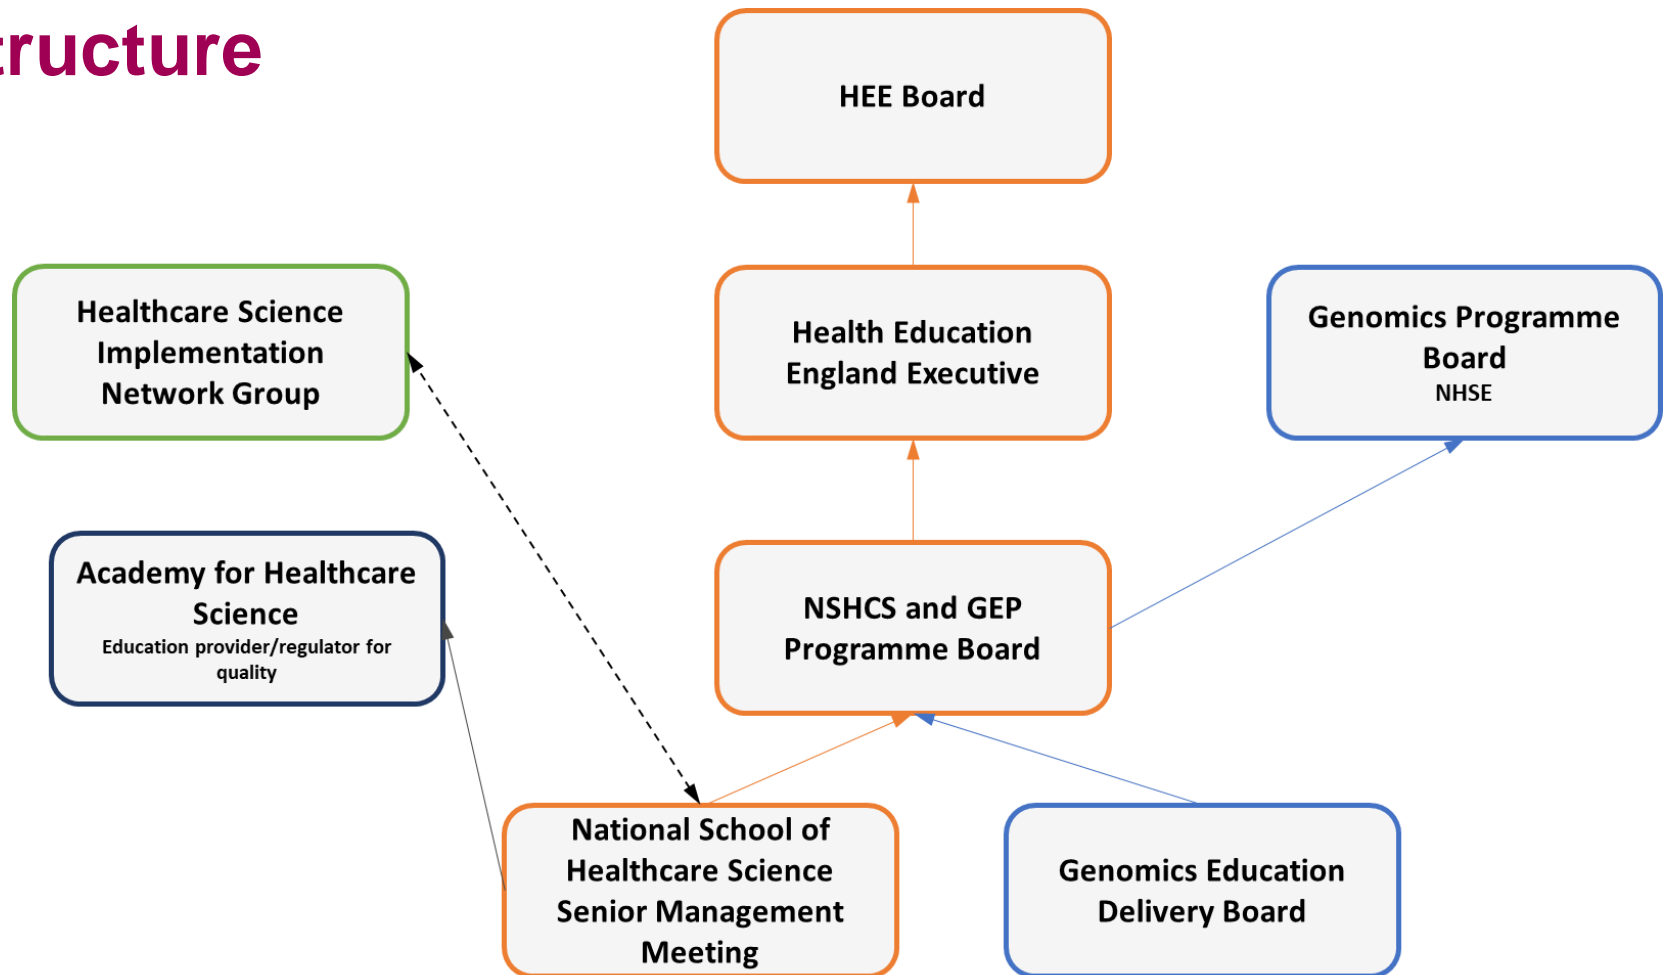 tructure
HEE Board
Healthcare Science
Implementation
Network Group
Health Education
England Executive
Genomics Programme
Board
NHSE
Academy for Healthcare
Science
Education provider/regulator for
quality
NSHCS and GEP
Programme Board
National School of
Healthcare Science
Senior Management
Meeting
Genomics Education
Delivery Board